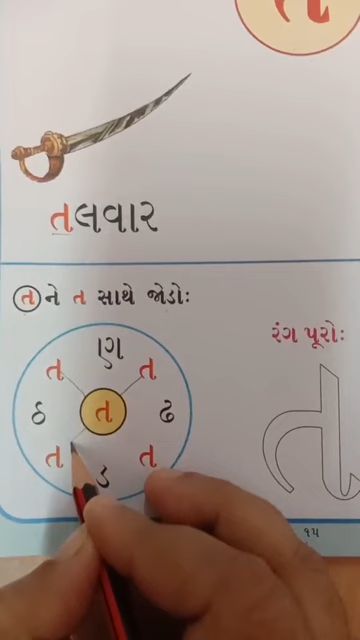 ત
તલવાર
ત ને ત સાથે જોડોઃ
ણ
ત ત
ઠ ત ઢ
ત ત
ડ
રંગ પૂરોઃ
ત
૧૫